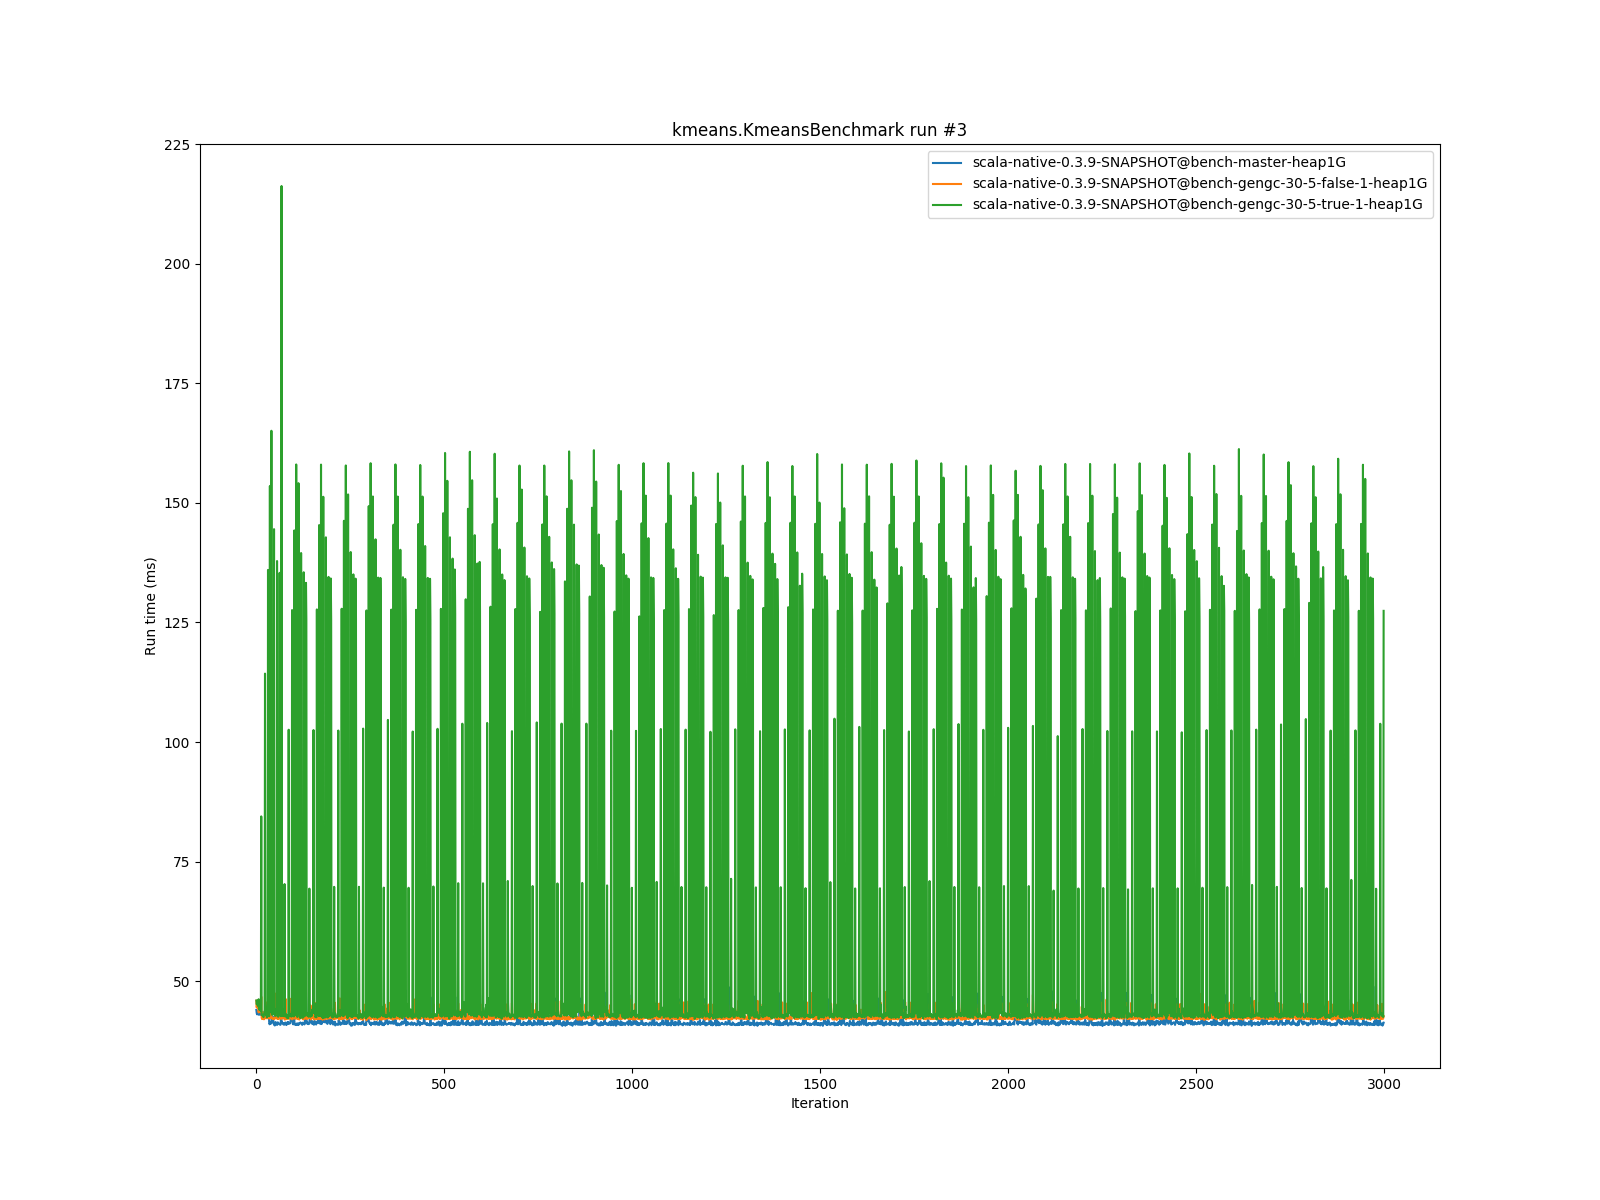 kmeans.KmeansBenchmark run #3
225
200
175
150
125
100
75
50
Run time (ms)
scala-native-0.3.9-SNAPSHOT@bench-master-heap1G
scala-native-0.3.9-SNAPSHOT@bench-gengc-30-5-false-1-heap1G
scala-native-0.3.9-SNAPSHOT@bench-gengc-30-5-true-1-heap1G
0 500 1000 1500 2000 2500 3000
Iteration